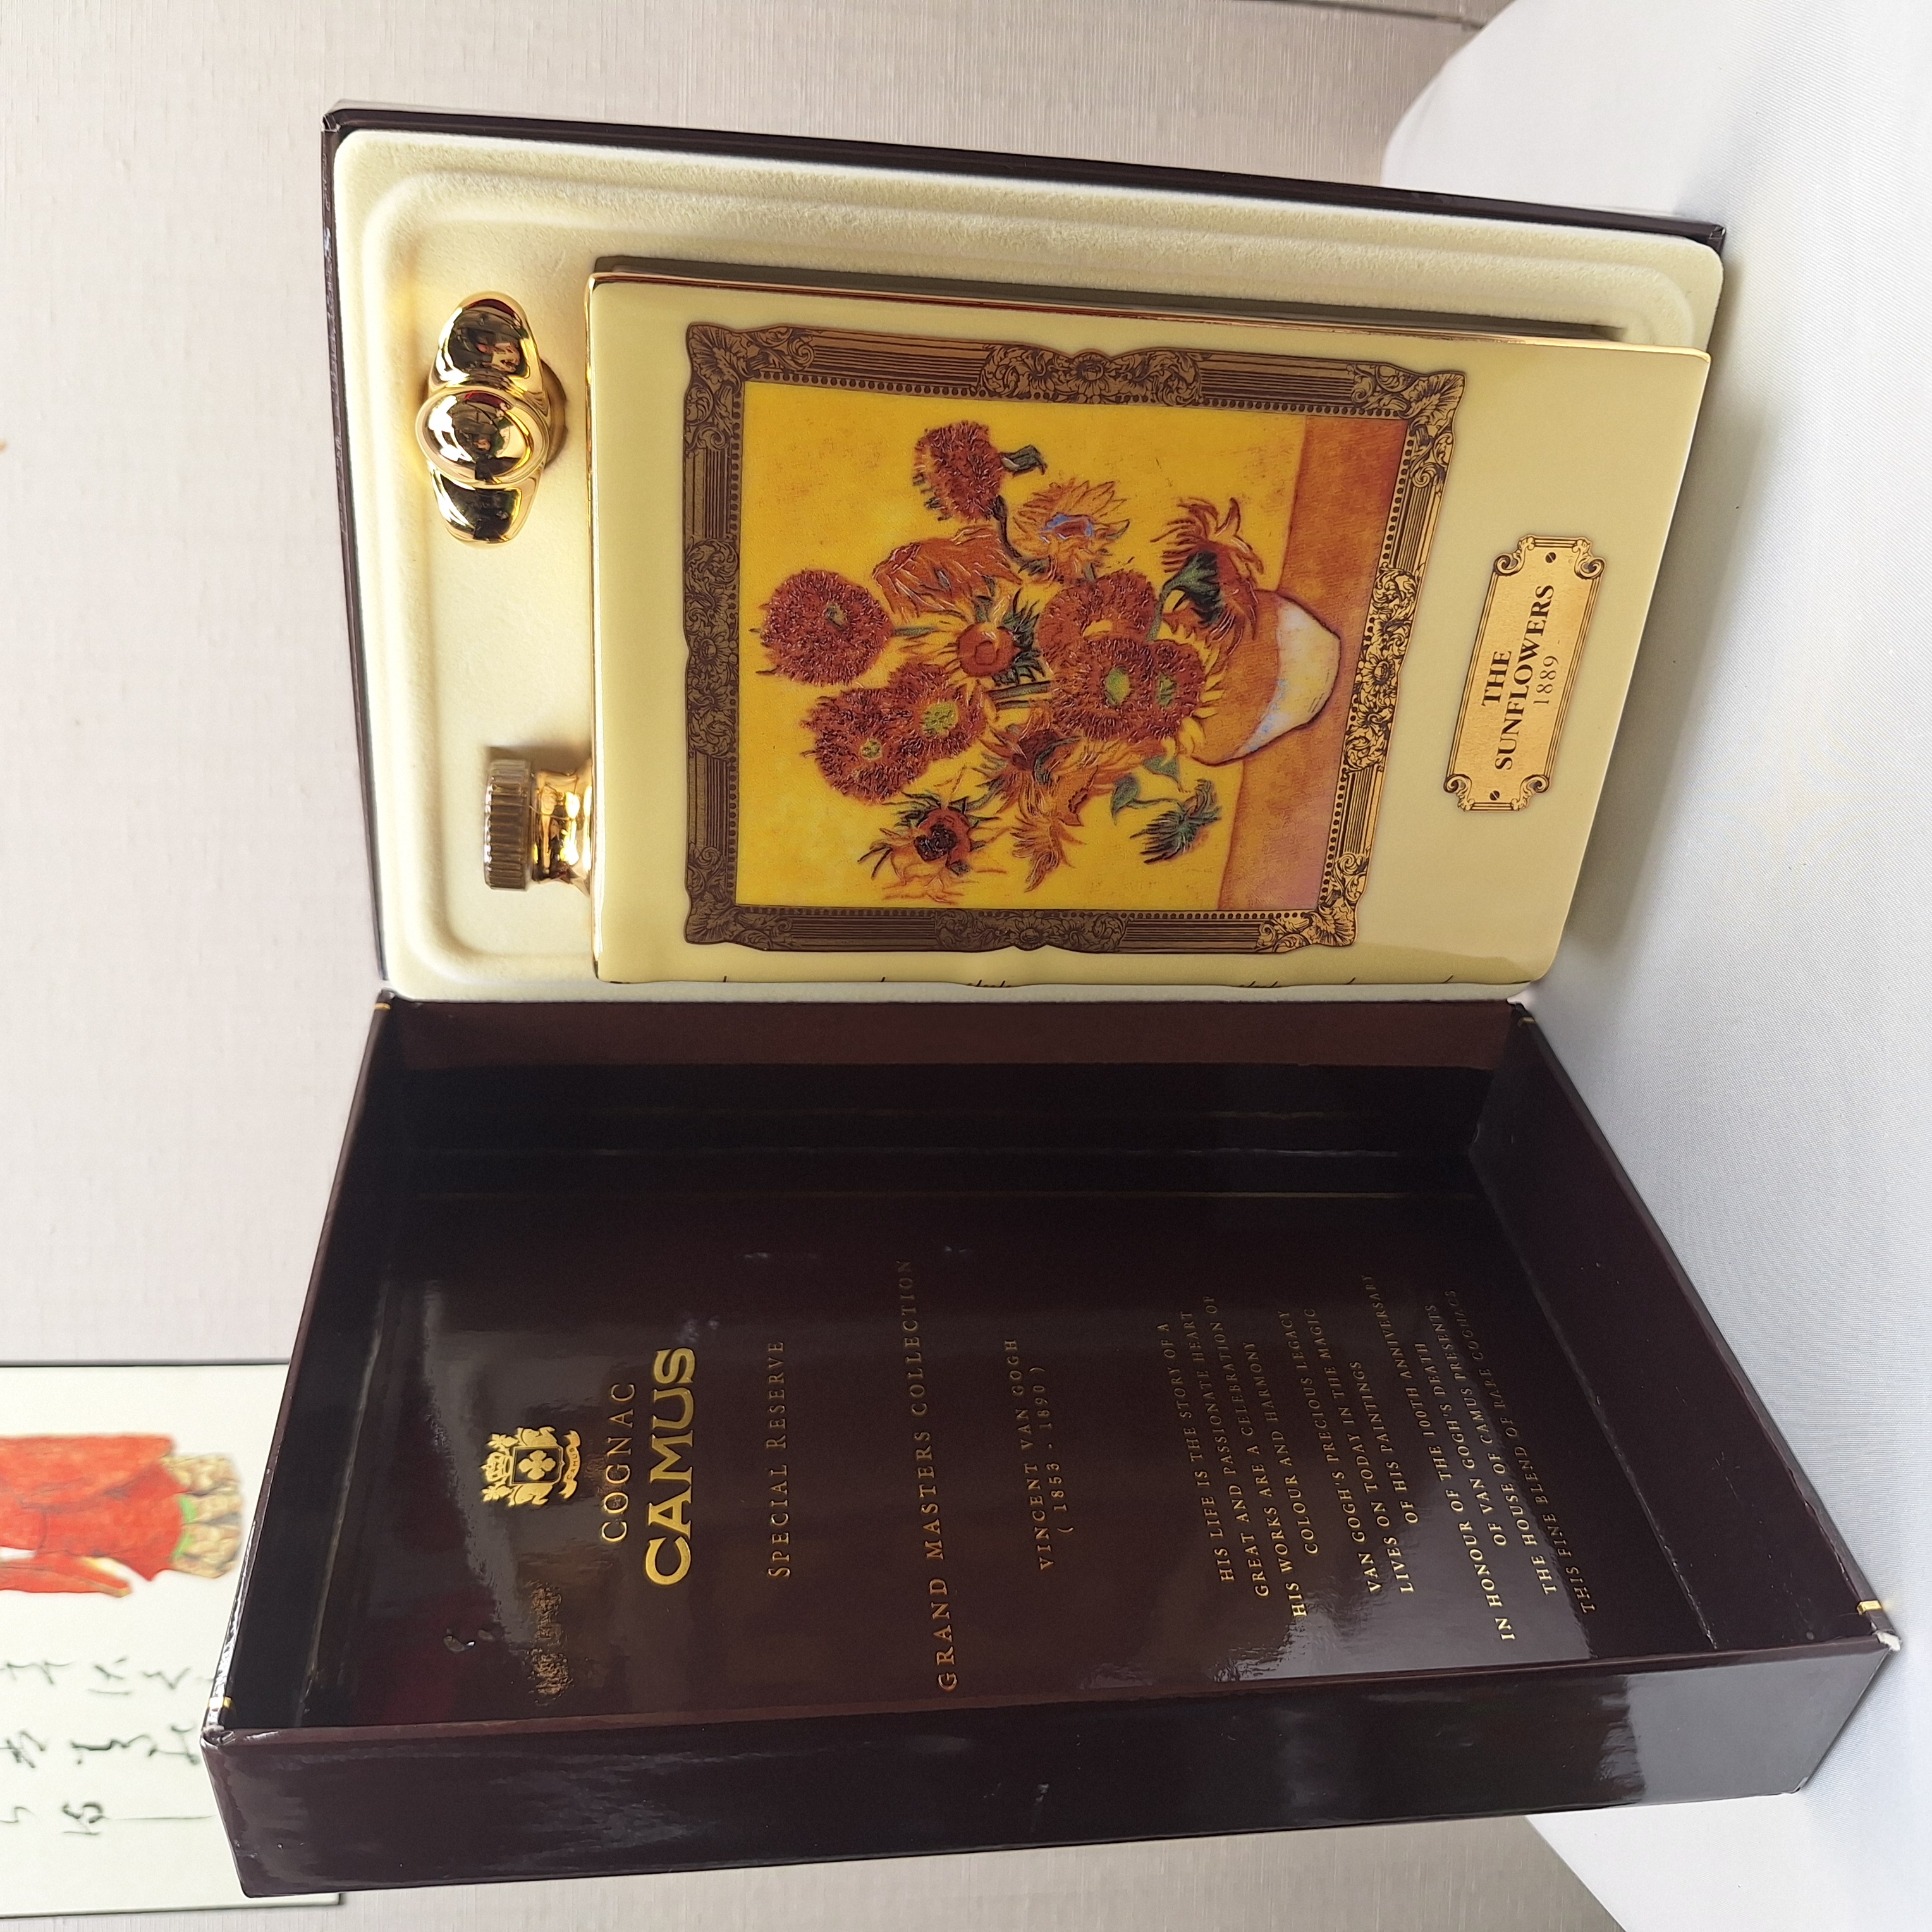 COGNAC
CAMUS
SPECIAL RESERVE
GRAND MASTERS COLLECTION
VINCENT VAN GOGH
( 1853 - 1890 )
HIS LIFE IS THE STORY OF A
GREAT AND PASSIONATE HEART
HIS WORKS ARE A CELEBRATION OF
COLOUR AND HARMONY
VAN GOGH'S PRECIOUS LEGACY
LIVES ON TODAY IN THE MAGIC
OF HIS PAINTINGS
IN HONOUR OF THE 100TH ANNIVERSARY
OF VAN GOGH'S DEATH
THE HOUSE OF CAMUS PRESENTS
THIS FINE BLEND OF RARE COGNACS
THE
SUNFLOWERS
1889